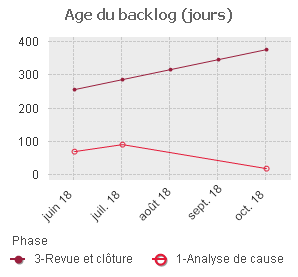 Age du backlog (jours)
400
300
200
100
0
juin 18
juil. 18
août 18
sept. 18
oct. 18
Phase
3-Revue et clôture
1-Analyse de cause